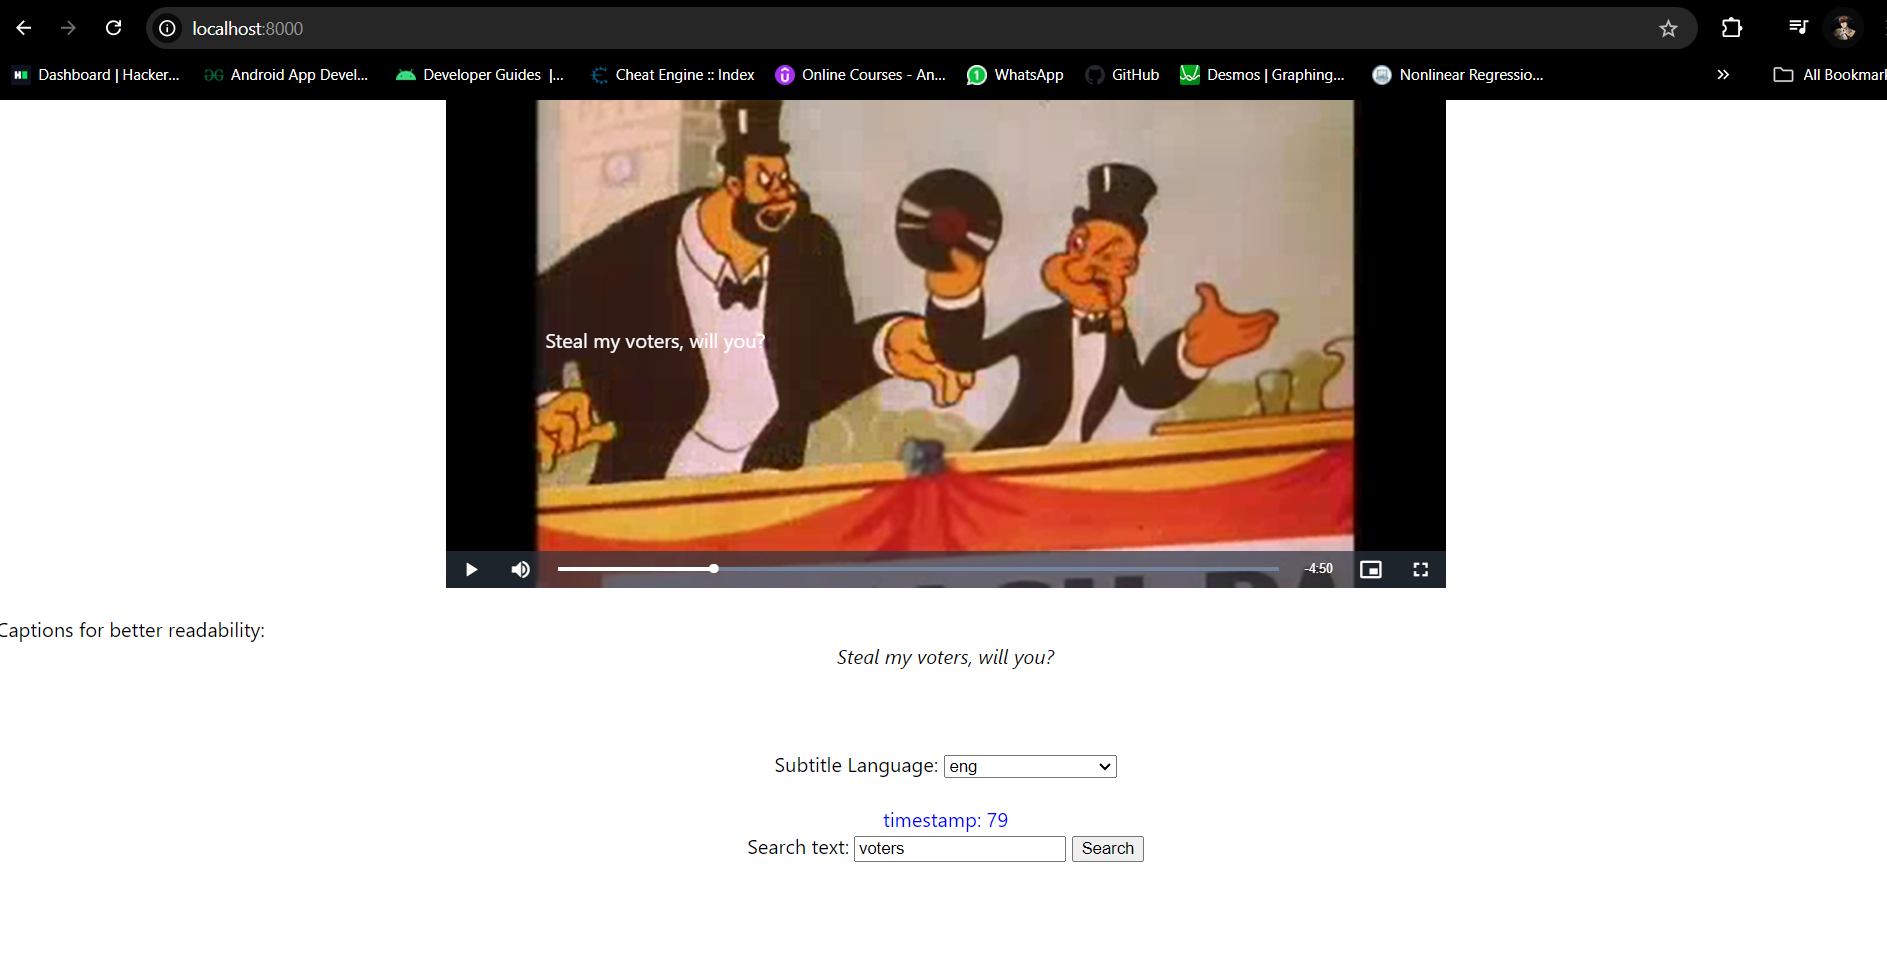 localhost:8000
Dashboard | Hacker...
Android App Devel...
Developer Guides |...
Cheat Engine :: Index
Online Courses - An...
WhatsApp
GitHub
Desmos | Graphing...
Nonlinear Regressio...
All Bookmar
Steal my voters, will you?
-4:50
Captions for better readability:
Steal my voters, will you?
Subtitle Language: eng
timestamp: 79
Search text: voters Search